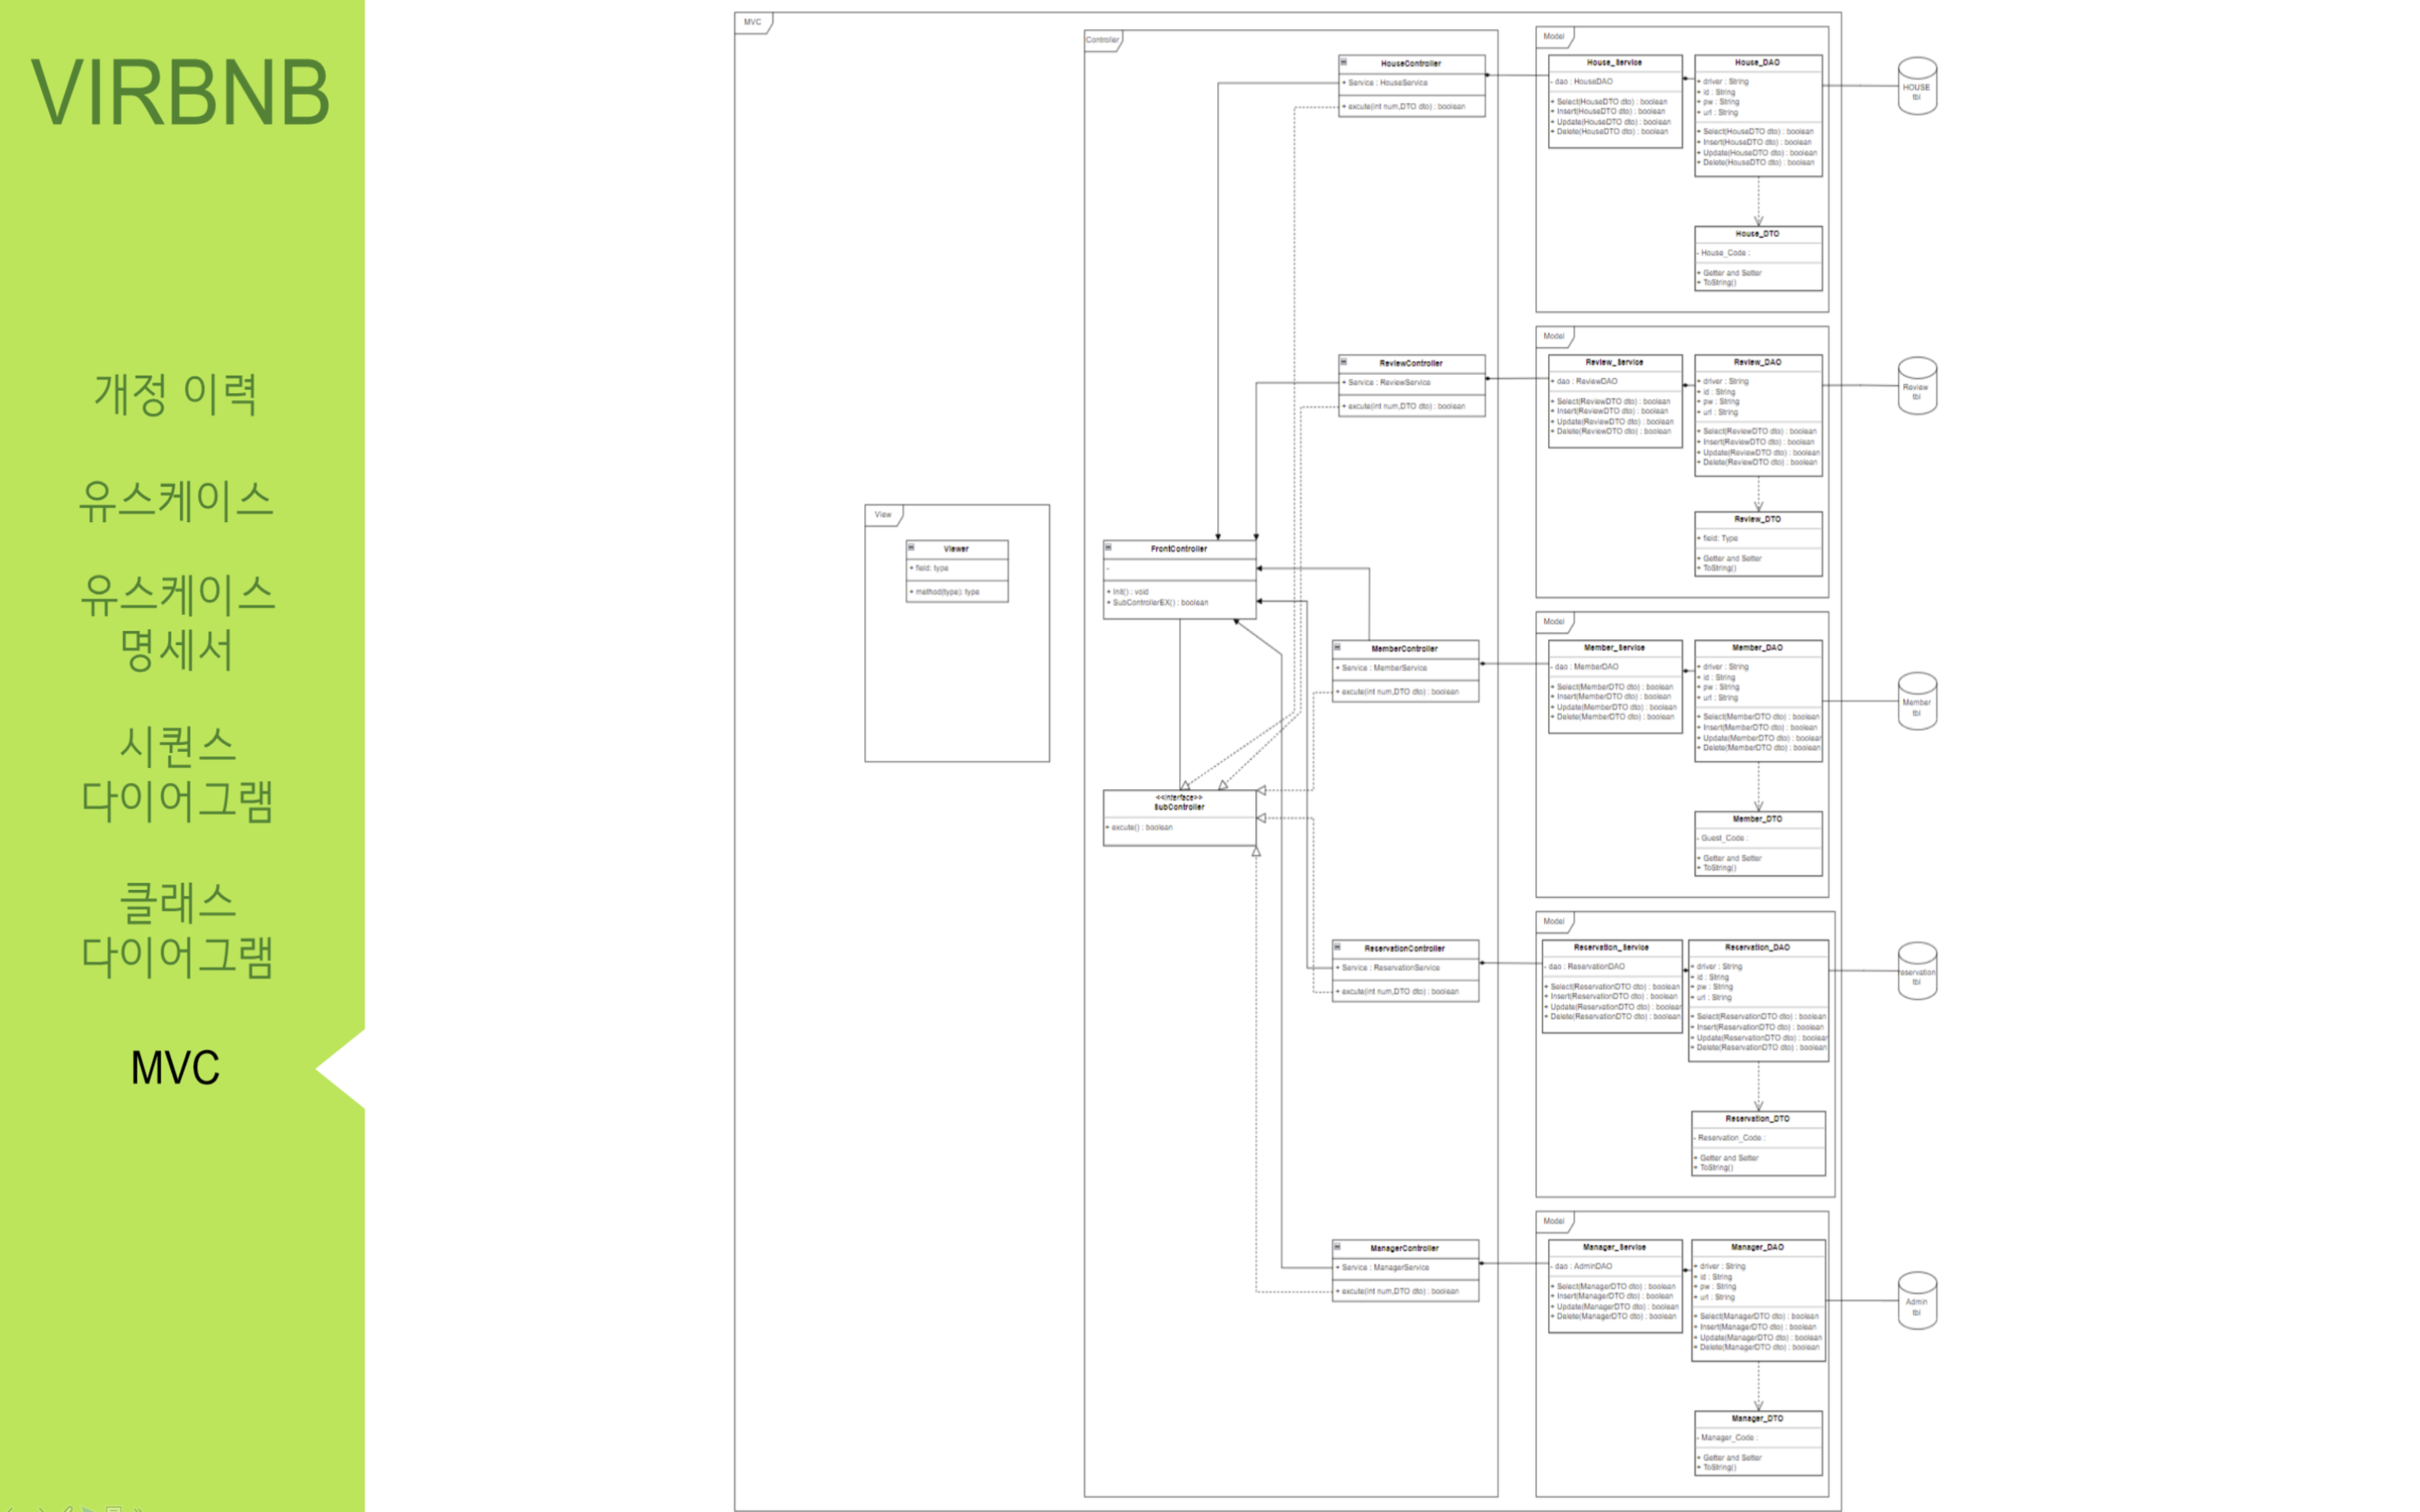 VIRBNB
개정 이력
유스케이스
유스케이스
명세서
시퀀스
다이어그램
클래스
다이어그램
MVC
MVC
Controller
HouseController
+ Service : HouseService
+ excute(int num,DTO dto) : boolean
Model
House_Service
- dao : HouseDAO
+ Select(HouseDTO dto) : boolean
+ Insert(HouseDTO dto) : boolean
+ Update(HouseDTO dto) : boolean
+ Delete(HouseDTO dto) : boolean
House_DAO
+ driver : String
+ id : String
+ pw : String
+ url : String
+ Select(HouseDTO dto) : boolean
+ Insert(HouseDTO dto) : boolean
+ Update(HouseDTO dto) : boolean
+ Delete(HouseDTO dto) : boolean
HOUSE
tbl
House_DTO
- House_Code :
+ Getter and Setter
+ ToString()
ReviewController
+ Service : ReviewService
+ excute(int num,DTO dto) : boolean
Model
Review_Service
+ dao : ReviewDAO
+ Select(ReviewDTO dto) : boolean
+ Insert(ReviewDTO dto) : boolean
+ Update(ReviewDTO dto) : boolean
+ Delete(ReviewDTO dto) : boolean
Review_DAO
+ driver : String
+ id : String
+ pw : String
+ url : String
+ Select(ReviewDTO dto) : boolean
+ Insert(ReviewDTO dto) : boolean
+ Update(ReviewDTO dto) : boolean
+ Delete(ReviewDTO dto) : boolean
Review
tbl
Review_DTO
+ field: Type
+ Getter and Setter
+ ToString()
View
Viewer
+ field: type
+ method(type): type
FrontController
-
+ Init() : void
+ SubControllerEX() : boolean
MemberController
+ Service : MemberService
+ excute(int num,DTO dto) : boolean
Model
Member_Service
- dao : MemberDAO
+ Select(MemberDTO dto) : boolean
+ Insert(MemberDTO dto) : boolean
+ Update(MemberDTO dto) : boolean
+ Delete(MemberDTO dto) : boolean
Member_DAO
+ driver : String
+ id : String
+ pw : String
+ url : String
+ Select(MemberDTO dto) : boolean
+ Insert(MemberDTO dto) : boolean
+ Update(MemberDTO dto) : boolean
+ Delete(MemberDTO dto) : boolean
Member
tbl
Member_DTO
- Guest_Code :
+ Getter and Setter
+ ToString()
<<interface>>
SubController
+ excute() : boolean
ReservationController
+ Service : ReservationService
+ excute(int num,DTO dto) : boolean
Model
Reservation_Service
- dao : ReservationDAO
+ Select(ReservationDTO dto) : boolean
+ Insert(ReservationDTO dto) : boolean
+ Update(ReservationDTO dto) : boolean
+ Delete(ReservationDTO dto) : boolean
Reservation_DAO
+ driver : String
+ id : String
+ pw : String
+ url : String
+ Select(ReservationDTO dto) : boolean
+ Insert(ReservationDTO dto) : boolean
+ Update(ReservationDTO dto) : boolean
+ Delete(ReservationDTO dto) : boolean
eservation
tbl
Reservation_DTO
- Reservation_Code :
+ Getter and Setter
+ ToString()
ManagerController
+ Service : ManagerService
+ excute(int num,DTO dto) : boolean
Model
Manager_Service
- dao : AdminDAO
+ Select(ManagerDTO dto) : boolean
+ Insert(ManagerDTO dto) : boolean
+ Update(ManagerDTO dto) : boolean
+ Delete(ManagerDTO dto) : boolean
Manager_DAO
+ driver : String
+ id : String
+ pw : String
+ url : String
+ Select(ManagerDTO dto) : boolean
+ Insert(ManagerDTO dto) : boolean
+ Update(ManagerDTO dto) : boolean
+ Delete(ManagerDTO dto) : boolean
Admin
tbl
Manager_DTO
- Manager_Code :
+ Getter and Setter
+ ToString()